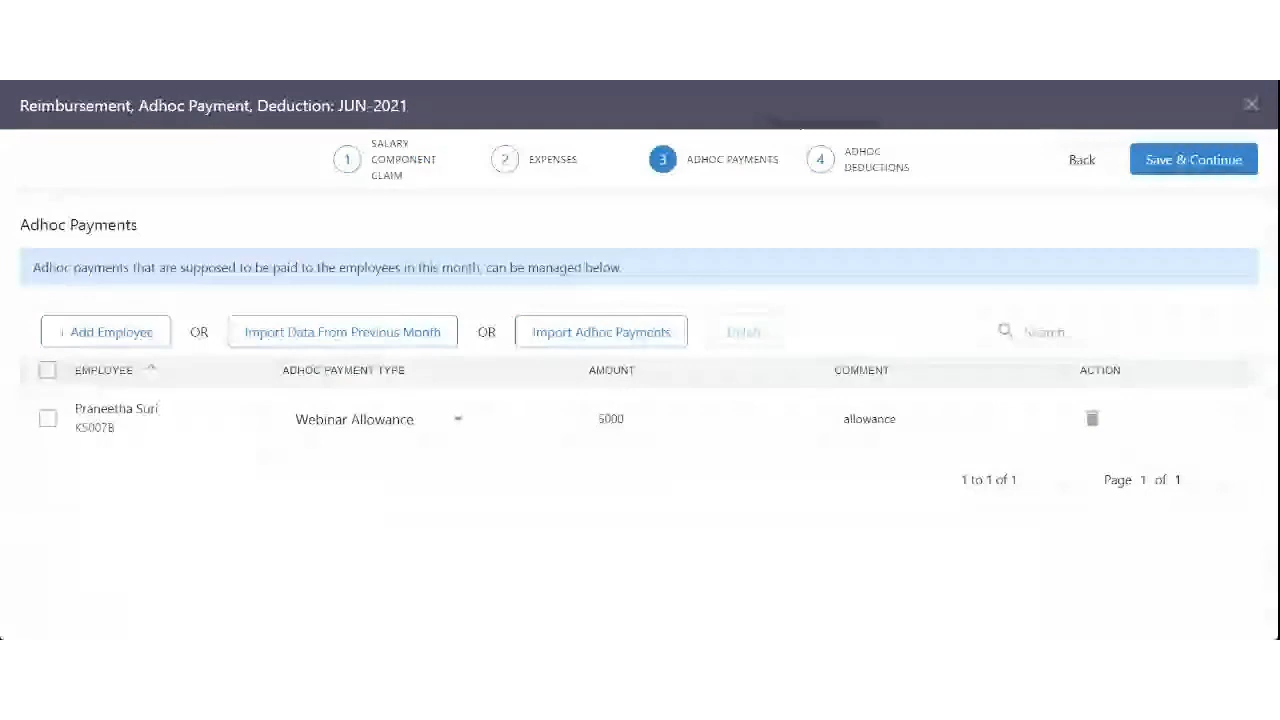 Reimbursement, Adhoc Payment, Deduction: JUN-2021
1 SALARY COMPONENT CLAIM
2 EXPENSES
3 ADHOC PAYMENTS
4 ADHOC DEDUCTIONS
Back
Save & Continue
Adhoc Payments
Adhoc payments that are supposed to be paid to the employees in this month, can be managed below.
+ Add Employee OR Import Data From Previous Month OR Import Adhoc Payments Search
EMPLOYEE ADHOC PAYMENT TYPE AMOUNT COMMENT ACTION
Praneetha Suri Webinar Allowance 5000 allowance
1 to 1 of 1 Page 1 of 1